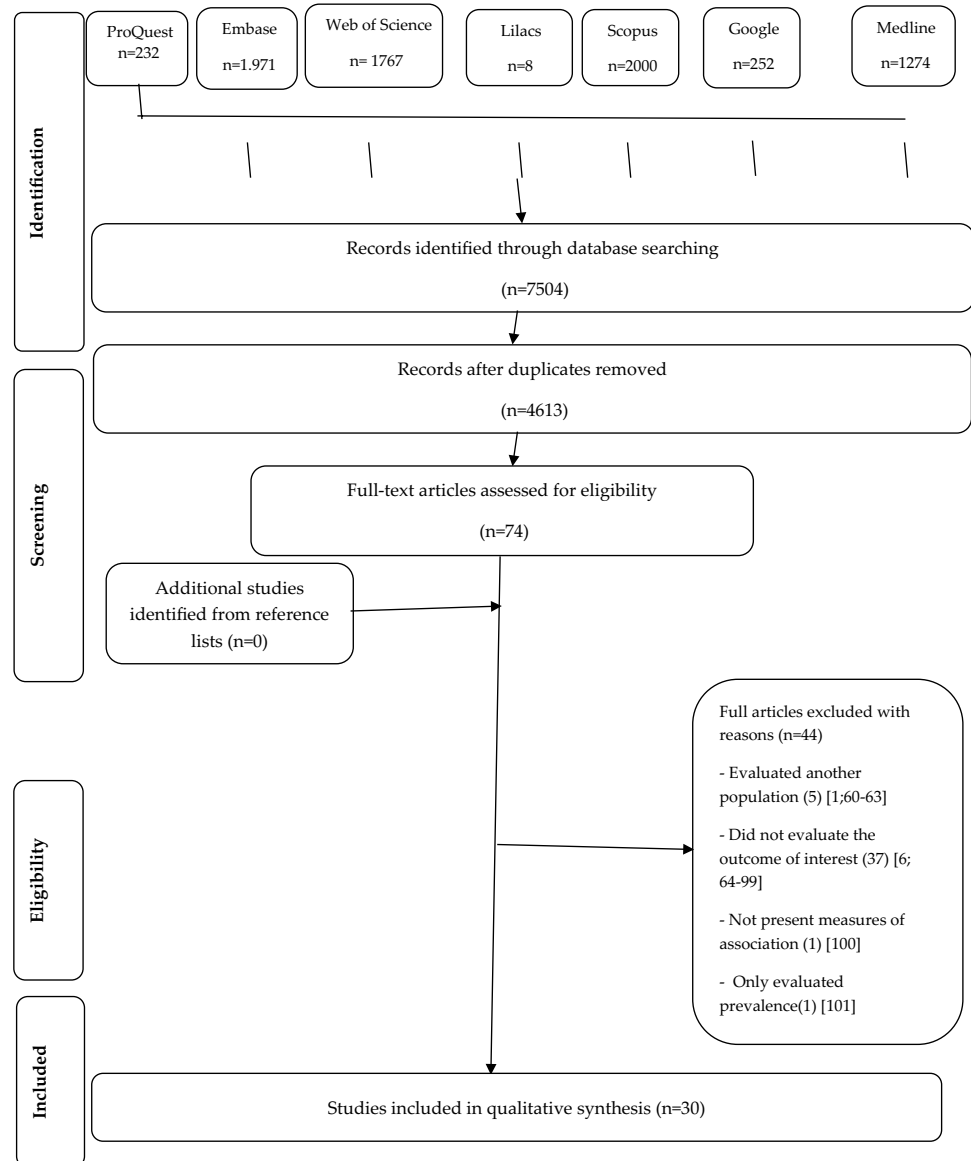 ProQuest
n=232
Embase
n=1.971
Web of Science
n= 1767
Lilacs
n=8
Scopus
n=2000
Google
n=252
Medline
n=1274
Identification
Records identified through database searching
(n=7504)
Records after duplicates removed
(n=4613)
Screening
Full-text articles assessed for eligibility
(n=74)
Additional studies
identified from reference
lists (n=0)
Full articles excluded with
reasons (n=44)
- Evaluated another
population (5) [1;60-63]
- Did not evaluate the
outcome of interest (37) [6;
64-99]
- Not present measures of
association (1) [100]
- Only evaluated
prevalence(1) [101]
Eligibility
Included
Studies included in qualitative synthesis (n=30)